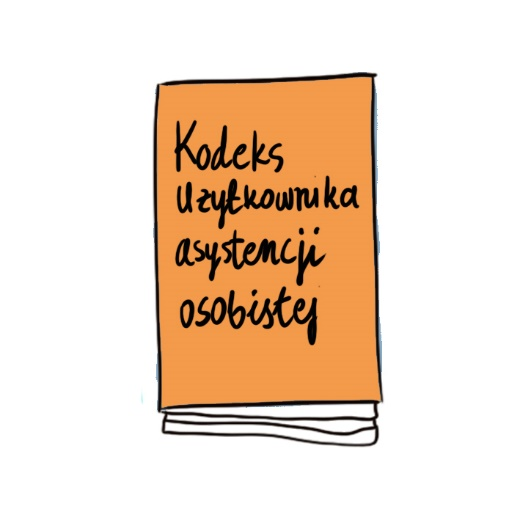 Kodeks
użytkownika
asystencji
osobistej